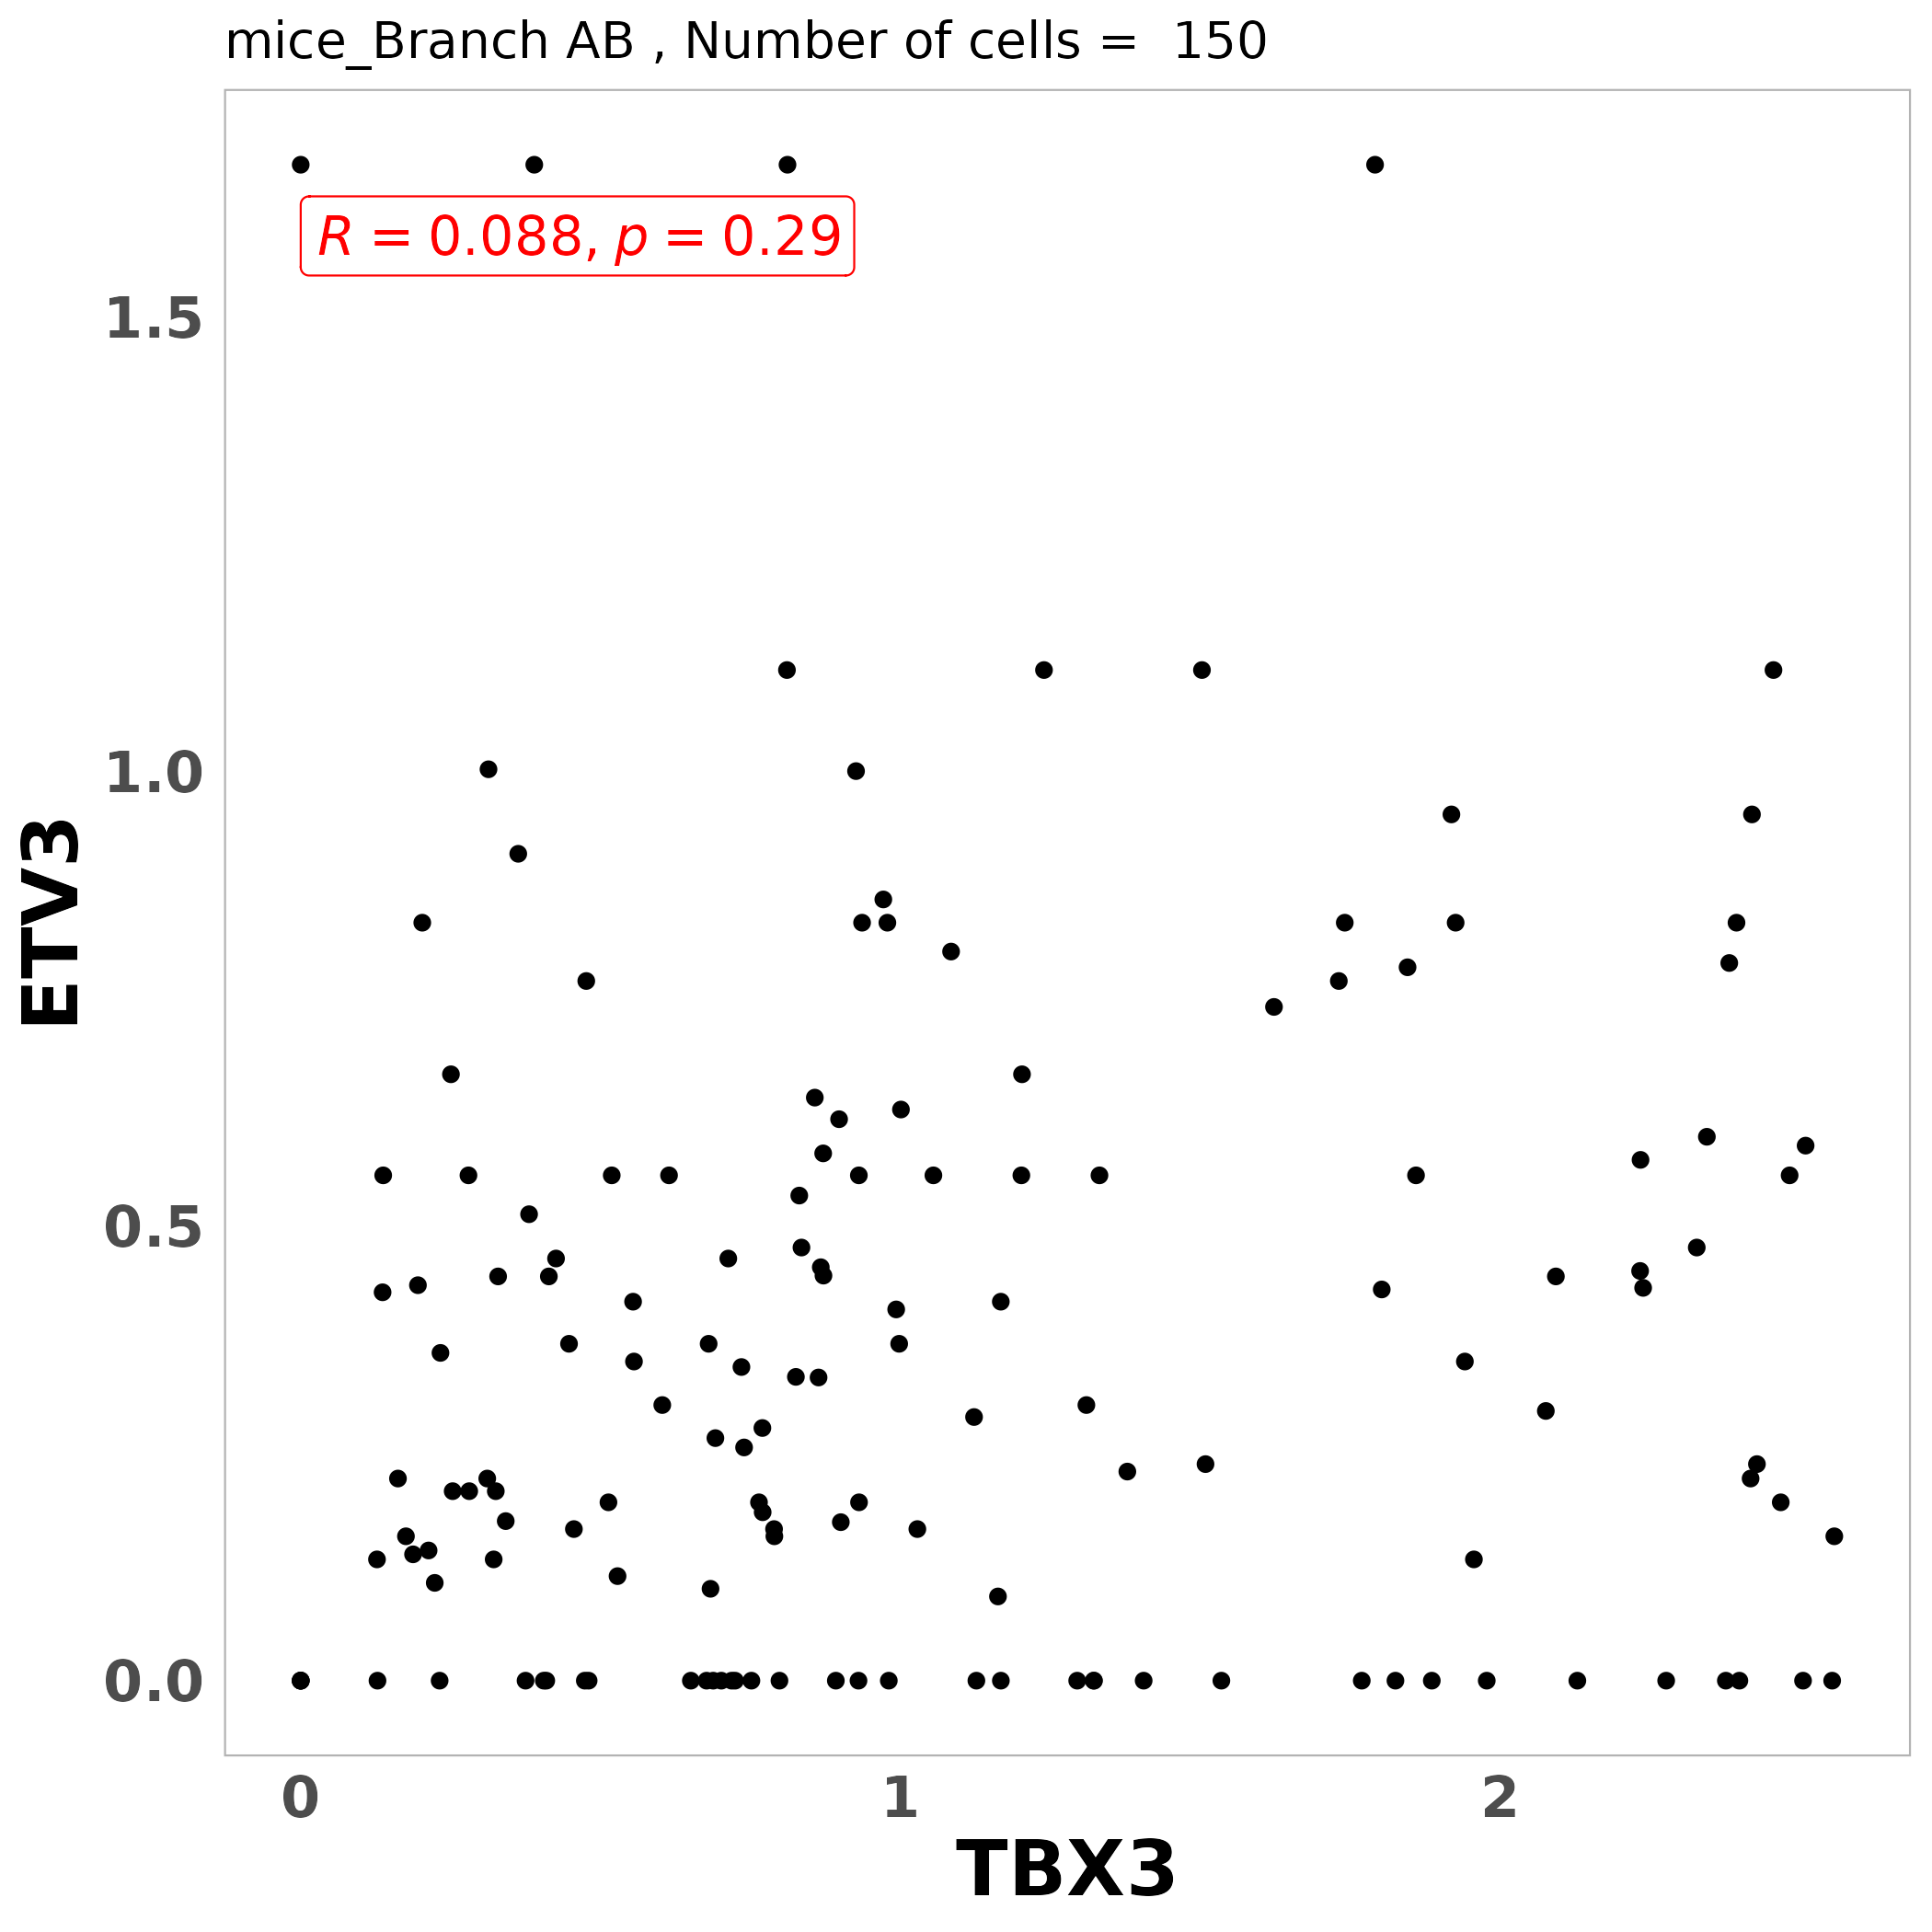 mice_Branch AB , Number of cells =  150
R = 0.088, p = 0.29
1.5
1.0
0.5
0.0
ETV3
0 1 2
TBX3